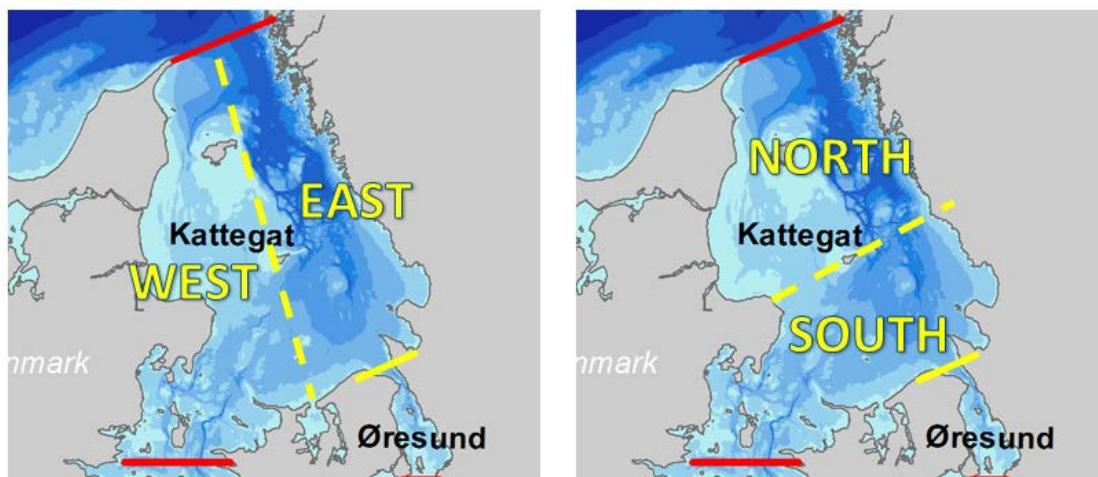 EAST
Kattegat
WEST
nmark
Øresund
NORTH
Kattegat
SOUTH
nmark
Øresund